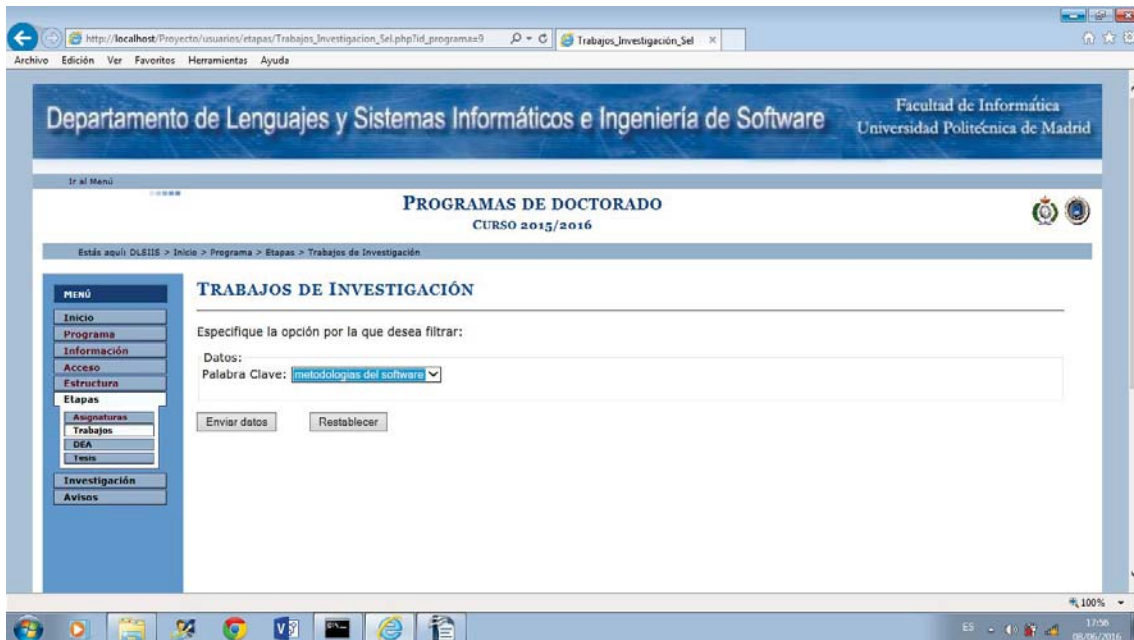 http://localhost/Proyecto/usuarios/etapas/Trabajos_Investigacion_Sel.php?id_programa=9
Trabajos_Investigación_Sel
Archivo Edición Ver Favoritos Herramientas Ayuda
Departamento de Lenguajes y Sistemas Informáticos e Ingeniería de Software
Facultad de Informática
Universidad Politécnica de Madrid
Ir al Menú
PROGRAMAS DE DOCTORADO
CURSO 2015/2016
Estás aquí: DLSIIS > Inicio > Programa > Etapas > Trabajos de Investigación
MENÚ
Inicio
Programa
Información
Acceso
Estructura
Etapas
Asignaturas
Trabajos
DEA
Tesis
Investigación
Avisos
TRABAJOS DE INVESTIGACIÓN
Especifique la opción por la que desea filtrar:
Datos:
Palabra Clave: metodologias del software
Enviar datos Restablecer
100%
ES
17:56
08/06/2016